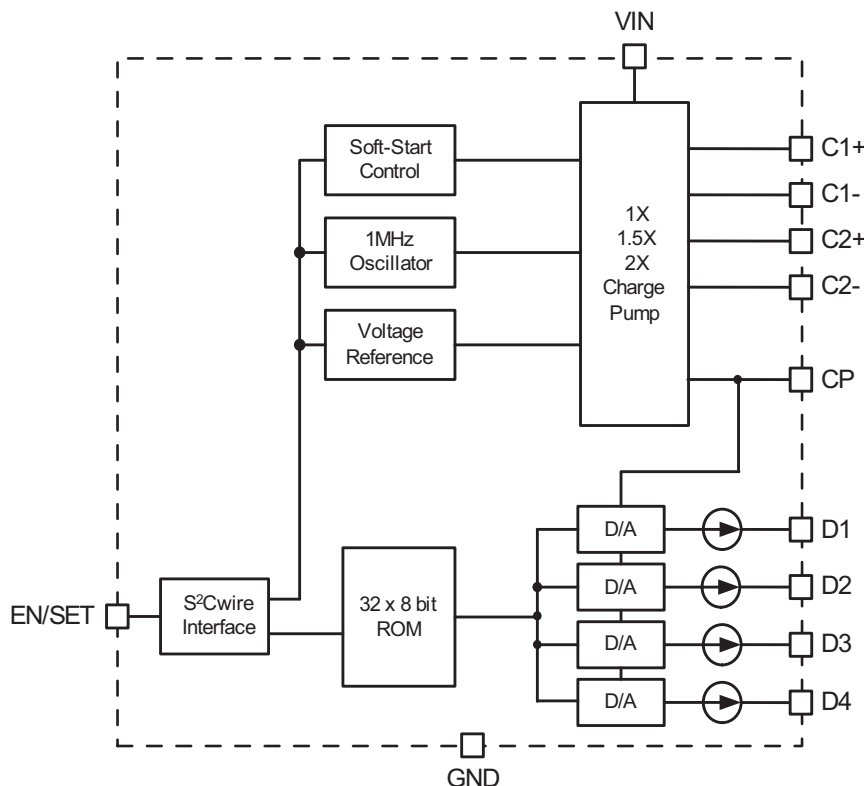 VIN
Soft-Start
Control
1MHz
Oscillator
Voltage
Reference
1X
1.5X
2X
Charge
Pump
C1+
C1-
C2+
C2-
CP
EN/SET
S²Cwire
Interface
32 x 8 bit
ROM
D/A
D/A
D/A
D/A
D1
D2
D3
D4
GND